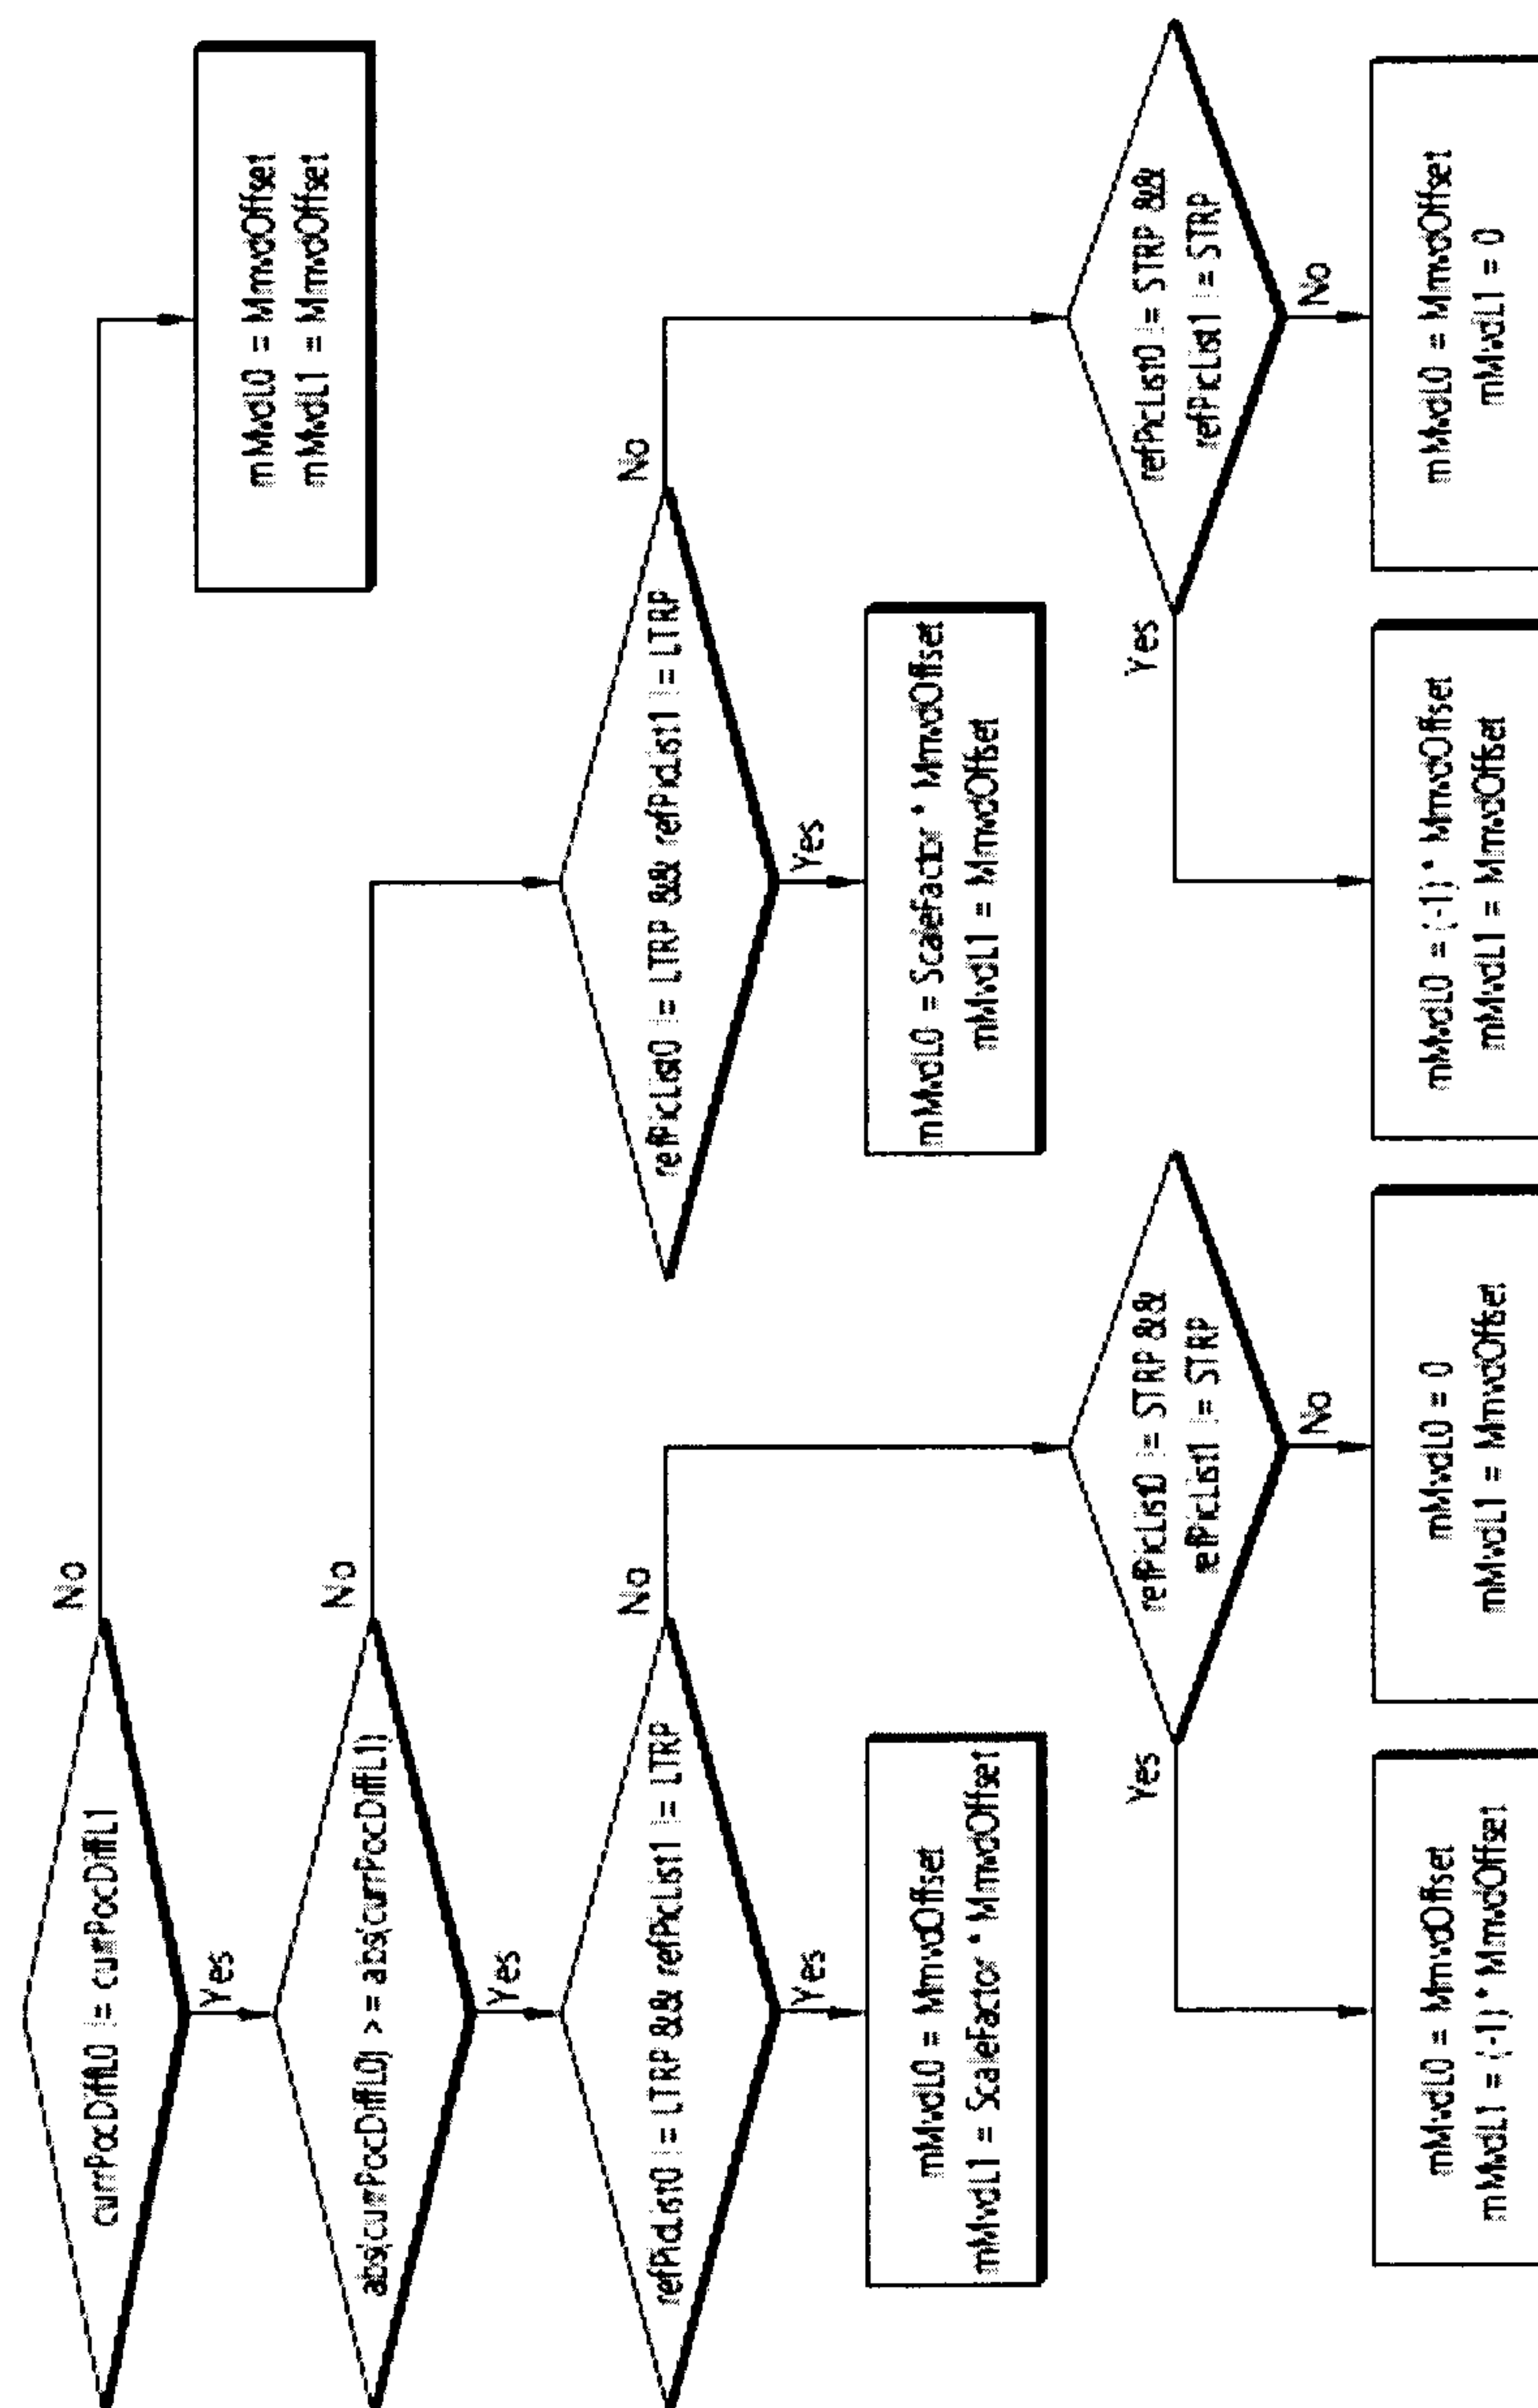 currPocDiffL0 != currPocDiffL1
No
Yes
mMvdL0 = MmvdOffset
mMvdL1 = MmvdOffset
abs(currPocDiffL0) >= abs(currPocDiffL1)
No
Yes
refPicList0 != LTRP && refPicList1 != LTRP
No
Yes
refPicList0 != LTRP && refPicList1 != LTRP
No
Yes
mMvdL0 = MmvdOffset
mMvdL1 = ScaleFactor * MmvdOffset
mMvdL0 = ScaleFactor * MmvdOffset
mMvdL1 = MmvdOffset
refPicList0 != STRP &&
refPicList1 != STRP
Yes
No
refPicList0 != STRP &&
refPicList1 != STRP
Yes
No
mMvdL0 = MmvdOffset
mMvdL1 = (-1) * MmvdOffset
mMvdL0 = 0
mMvdL1 = MmvdOffset
mMvdL0 = (-1) * MmvdOffset
mMvdL1 = MmvdOffset
mMvdL0 = MmvdOffset
mMvdL1 = 0